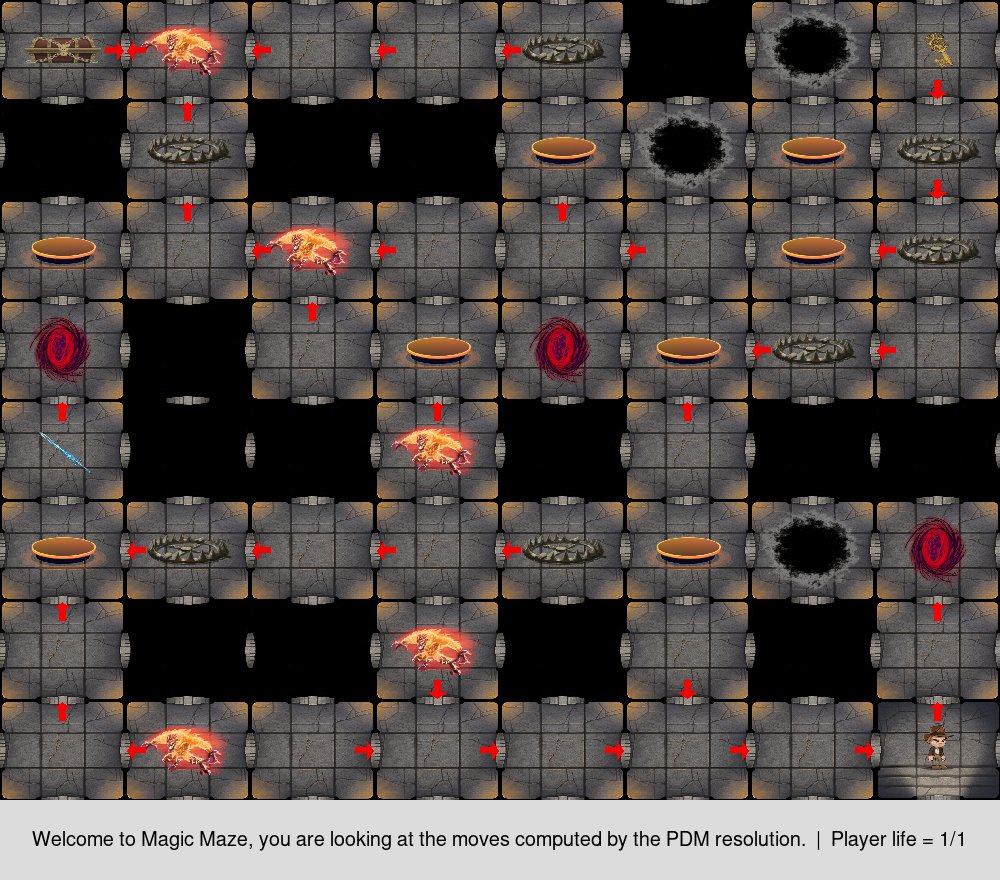 Welcome to Magic Maze, you are looking at the moves computed by the PDM resolution.  |  Player life = 1/1